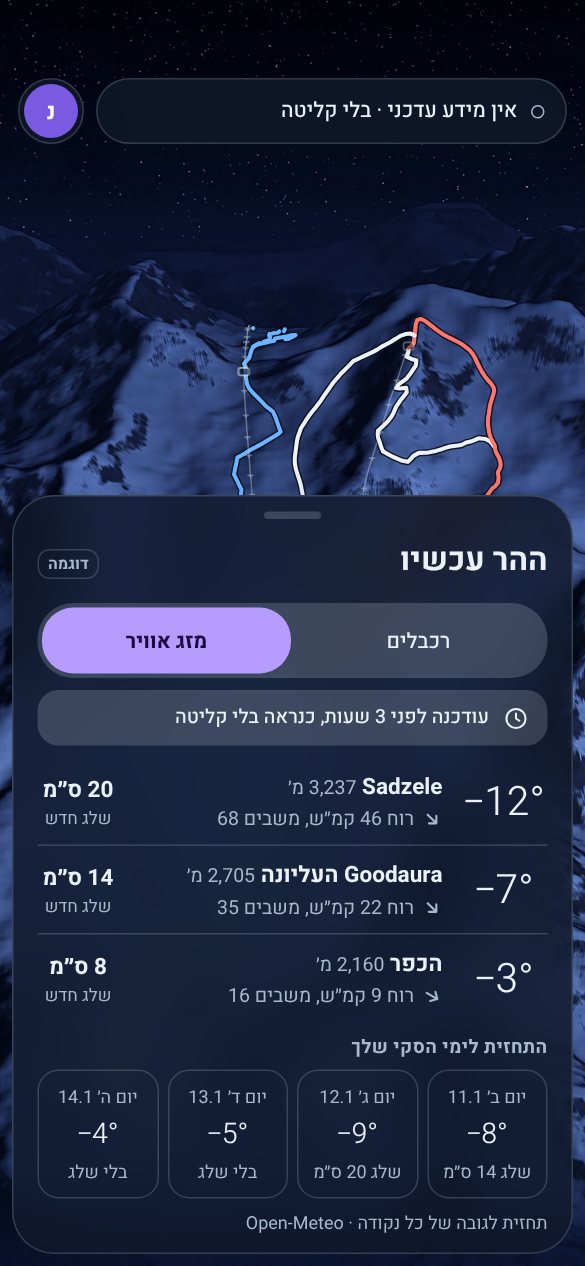 אין מידע עדכני · בלי קליטה
נ
ההר עכשיו
דוגמה
רכבלים
מזג אוויר
עודכנה לפני 3 שעות, כנראה בלי קליטה
−12°
Sadzele 3,237 מ׳
רוח 46 קמ״ש, משבים 68
20 ס״מ
שלג חדש
−7°
Goodaura העליונה 2,705 מ׳
רוח 22 קמ״ש, משבים 35
14 ס״מ
שלג חדש
−3°
הכפר 2,160 מ׳
רוח 9 קמ״ש, משבים 16
8 ס״מ
שלג חדש
התחזית לימי הסקי שלך
יום ב׳ 11.1
−8°
שלג 14 ס״מ
יום ג׳ 12.1
−9°
שלג 20 ס״מ
יום ד׳ 13.1
−5°
בלי שלג
יום ה׳ 14.1
−4°
בלי שלג
תחזית לגובה של כל נקודה · Open-Meteo